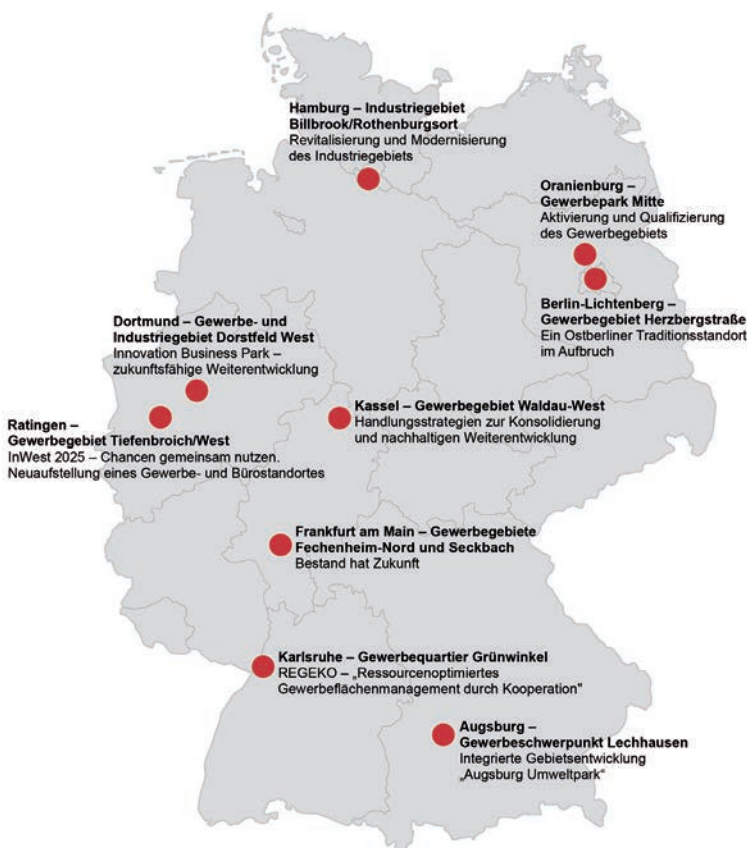 Hamburg – Industriegebiet
Billbrook/Rothenburgsort
Revitalisierung und Modernisierung
des Industriegebiets
Oranienburg –
Gewerbepark Mitte
Aktivierung und Qualifizierung
des Gewerbegebiets
Berlin-Lichtenberg –
Gewerbegebiet Herzbergstraße
Ein Ostberliner Traditionsstandort
im Aufbruch
Dortmund – Gewerbe- und
Industriegebiet Dorstfeld West
Innovation Business Park –
zukunftsfähige Weiterentwicklung
Ratingen –
Gewerbegebiet Tiefenbroich/West
InWest 2025 – Chancen gemeinsam nutzen.
Neuaufstellung eines Gewerbe- und Bürostandortes
Kassel – Gewerbegebiet Waldau-West
Handlungsstrategien zur Konsolidierung
und nachhaltigen Weiterentwicklung
Frankfurt am Main – Gewerbegebiete
Fechenheim-Nord und Seckbach
Bestand hat Zukunft
Karlsruhe – Gewerbequartier Grünwinkel
REGEKO – „Ressourcenoptimiertes
Gewerbeflächenmanagement durch Kooperation"
Augsburg –
Gewerbeschwerpunkt Lechhausen
Integrierte Gebietsentwicklung
„Augsburg Umweltpark"